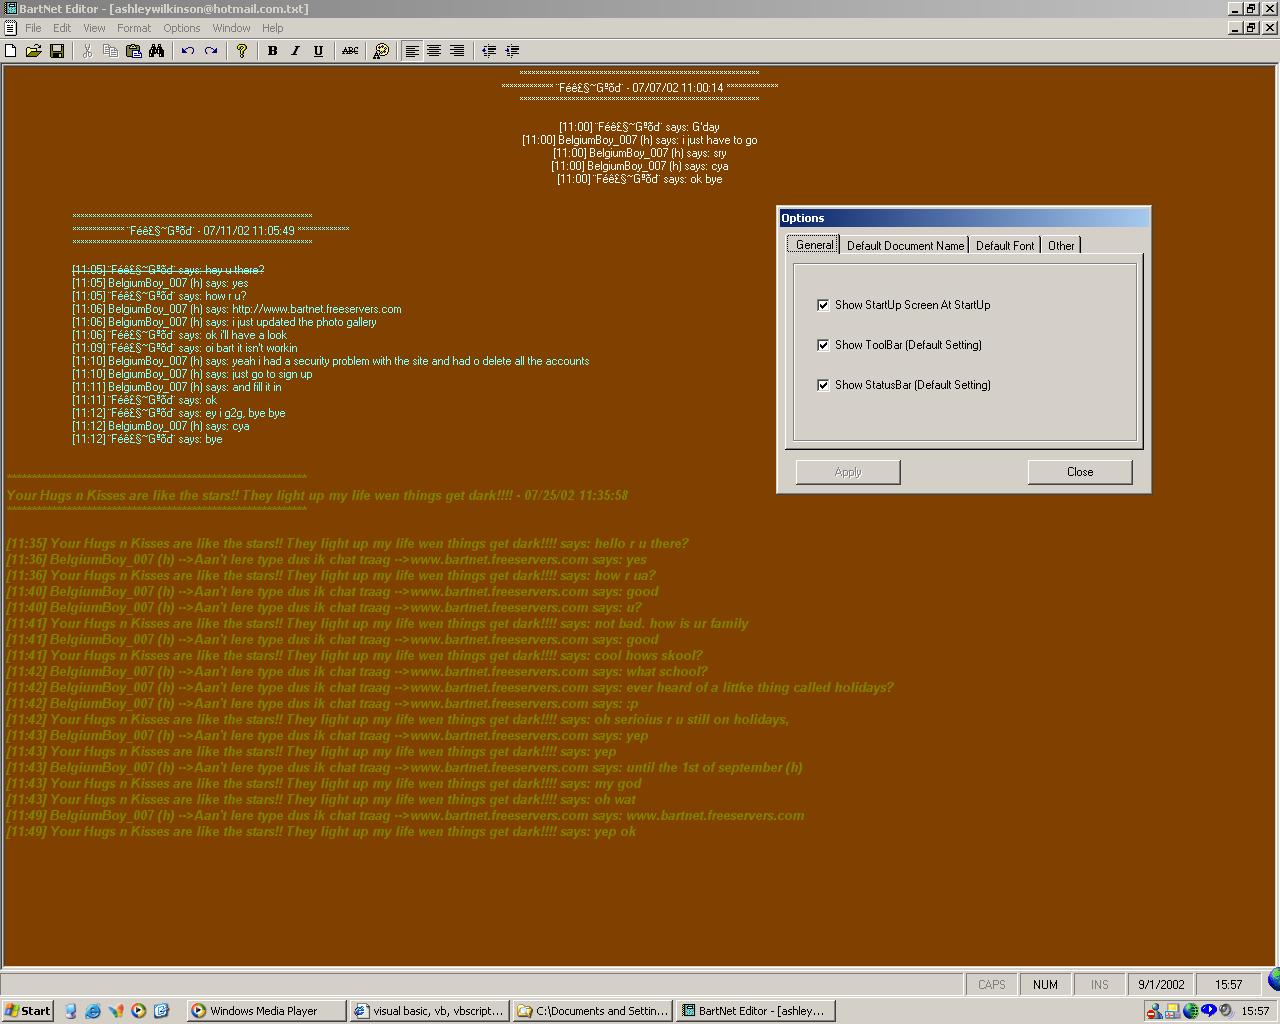 BartNet Editor - [ashleywilkinson@hotmail.com.txt]
File Edit View Format Options Window Help
B I U ABC
************************************************************
************* ¨Féê£§~Gªõd¨ - 07/07/02 11:00:14 *************
************************************************************
[11:00] ¨Féê£§~Gªõd¨ says: G'day
[11:00] BelgiumBoy_007 (h) says: i just have to go
[11:00] BelgiumBoy_007 (h) says: sry
[11:00] BelgiumBoy_007 (h) says: cya
[11:00] ¨Féê£§~Gªõd¨ says: ok bye
************************************************************
************* ¨Féê£§~Gªõd¨ - 07/11/02 11:05:49 *************
************************************************************
[11:05] ¨Féê£§~Gªõd¨ says: hey u there?
[11:05] BelgiumBoy_007 (h) says: yes
[11:05] ¨Féê£§~Gªõd¨ says: how r u?
[11:06] BelgiumBoy_007 (h) says: http://www.bartnet.freeservers.com
[11:06] BelgiumBoy_007 (h) says: i just updated the photo gallery
[11:06] ¨Féê£§~Gªõd¨ says: ok i'll have a look
[11:09] ¨Féê£§~Gªõd¨ says: oi bart it isn't workin
[11:10] BelgiumBoy_007 (h) says: yeah i had a security problem with the site and had o delete all the accounts
[11:10] BelgiumBoy_007 (h) says: just go to sign up
[11:11] BelgiumBoy_007 (h) says: and fill it in
[11:11] ¨Féê£§~Gªõd¨ says: ok
[11:12] ¨Féê£§~Gªõd¨ says: ey i g2g, bye bye
[11:12] BelgiumBoy_007 (h) says: cya
[11:12] ¨Féê£§~Gªõd¨ says: bye
************************************************************
Your Hugs n Kisses are like the stars!! They light up my life wen things get dark!!!! - 07/25/02 11:35:58
************************************************************
[11:35] Your Hugs n Kisses are like the stars!! They light up my life wen things get dark!!!! says: hello r u there?
[11:36] BelgiumBoy_007 (h) -->Aan't lere type dus ik chat traag -->www.bartnet.freeservers.com says: yes
[11:36] Your Hugs n Kisses are like the stars!! They light up my life wen things get dark!!!! says: how r ua?
[11:40] BelgiumBoy_007 (h) -->Aan't lere type dus ik chat traag -->www.bartnet.freeservers.com says: good
[11:40] BelgiumBoy_007 (h) -->Aan't lere type dus ik chat traag -->www.bartnet.freeservers.com says: u?
[11:41] Your Hugs n Kisses are like the stars!! They light up my life wen things get dark!!!! says: not bad. how is ur family
[11:41] BelgiumBoy_007 (h) -->Aan't lere type dus ik chat traag -->www.bartnet.freeservers.com says: good
[11:41] Your Hugs n Kisses are like the stars!! They light up my life wen things get dark!!!! says: cool hows skool?
[11:42] BelgiumBoy_007 (h) -->Aan't lere type dus ik chat traag -->www.bartnet.freeservers.com says: what school?
[11:42] BelgiumBoy_007 (h) -->Aan't lere type dus ik chat traag -->www.bartnet.freeservers.com says: ever heard of a littke thing called holidays?
[11:42] BelgiumBoy_007 (h) -->Aan't lere type dus ik chat traag -->www.bartnet.freeservers.com says: :p
[11:42] Your Hugs n Kisses are like the stars!! They light up my life wen things get dark!!!! says: oh serioius r u still on holidays,
[11:43] BelgiumBoy_007 (h) -->Aan't lere type dus ik chat traag -->www.bartnet.freeservers.com says: yep
[11:43] Your Hugs n Kisses are like the stars!! They light up my life wen things get dark!!!! says: yep
[11:43] BelgiumBoy_007 (h) -->Aan't lere type dus ik chat traag -->www.bartnet.freeservers.com says: until the 1st of september (h)
[11:43] Your Hugs n Kisses are like the stars!! They light up my life wen things get dark!!!! says: my god
[11:43] Your Hugs n Kisses are like the stars!! They light up my life wen things get dark!!!! says: oh wat
[11:49] BelgiumBoy_007 (h) -->Aan't lere type dus ik chat traag -->www.bartnet.freeservers.com says: www.bartnet.freeservers.com
[11:49] Your Hugs n Kisses are like the stars!! They light up my life wen things get dark!!!! says: yep ok
Options
General Default Document Name Default Font Other
Show StartUp Screen At StartUp
Show ToolBar (Default Setting)
Show StatusBar (Default Setting)
Apply Close
CAPS NUM INS 9/1/2002 15:57
Start Windows Media Player visual basic, vb, vbscript... C:\Documents and Settin... BartNet Editor - [ashley... 15:57